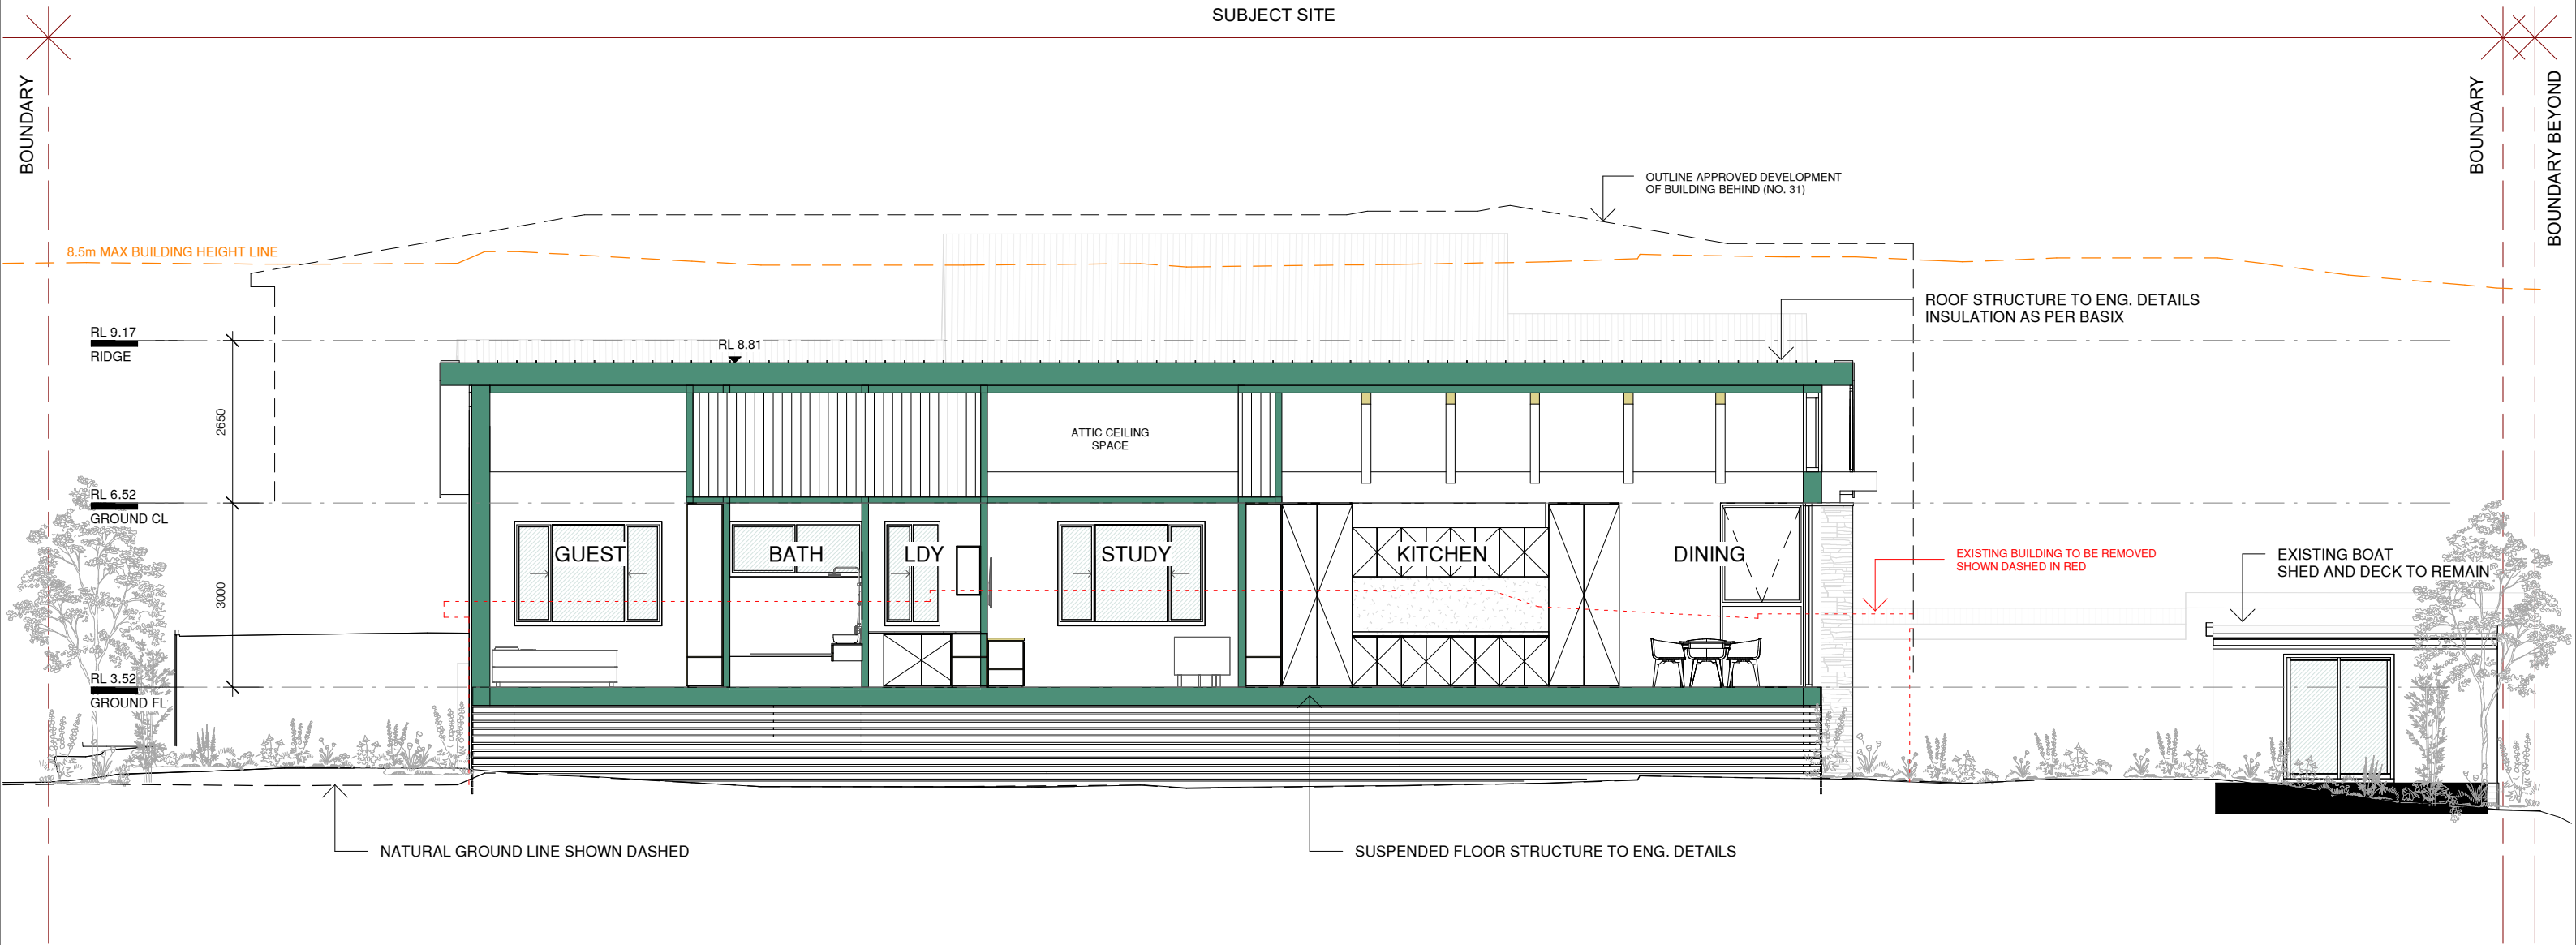 SUBJECT SITE
BOUNDARY
BOUNDARY
BOUNDARY BEYOND
OUTLINE APPROVED DEVELOPMENT
OF BUILDING BEHIND (NO. 31)
8.5m MAX BUILDING HEIGHT LINE
ROOF STRUCTURE TO ENG. DETAILS
INSULATION AS PER BASIX
RL 9.17
RIDGE
RL 8.81
2650
ATTIC CEILING
SPACE
RL 6.52
GROUND CL
GUEST
BATH
LDY
STUDY
KITCHEN
DINING
EXISTING BUILDING TO BE REMOVED
SHOWN DASHED IN RED
EXISTING BOAT
SHED AND DECK TO REMAIN
3000
RL 3.52
GROUND FL
NATURAL GROUND LINE SHOWN DASHED
SUSPENDED FLOOR STRUCTURE TO ENG. DETAILS